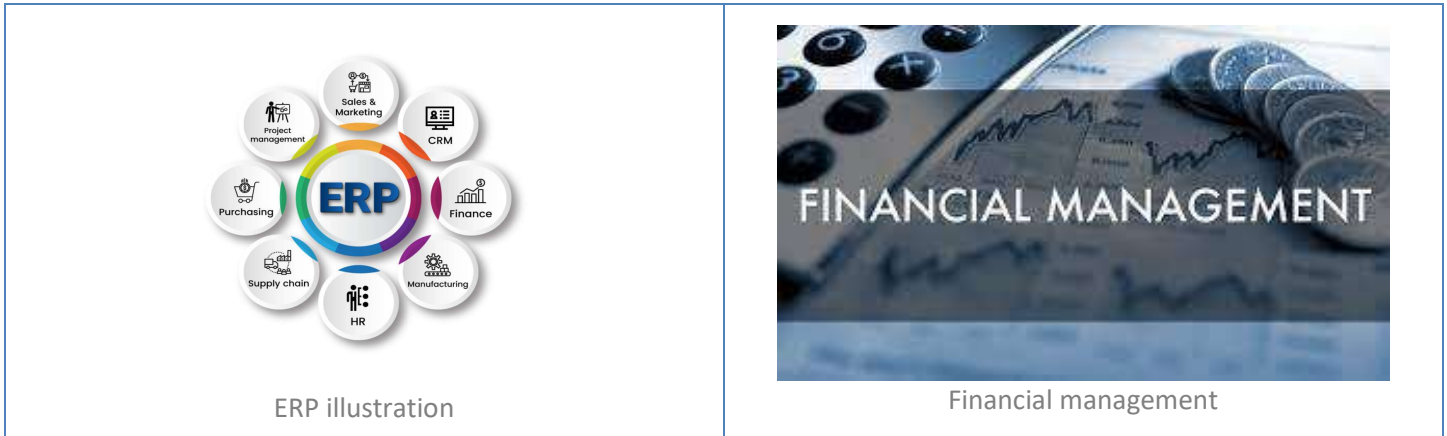 Sales &
Marketing
Project
management
CRM
Purchasing
ERP
Finance
Supply chain
Manufacturing
HR
ERP illustration
FINANCIAL MANAGEMENT
Financial management